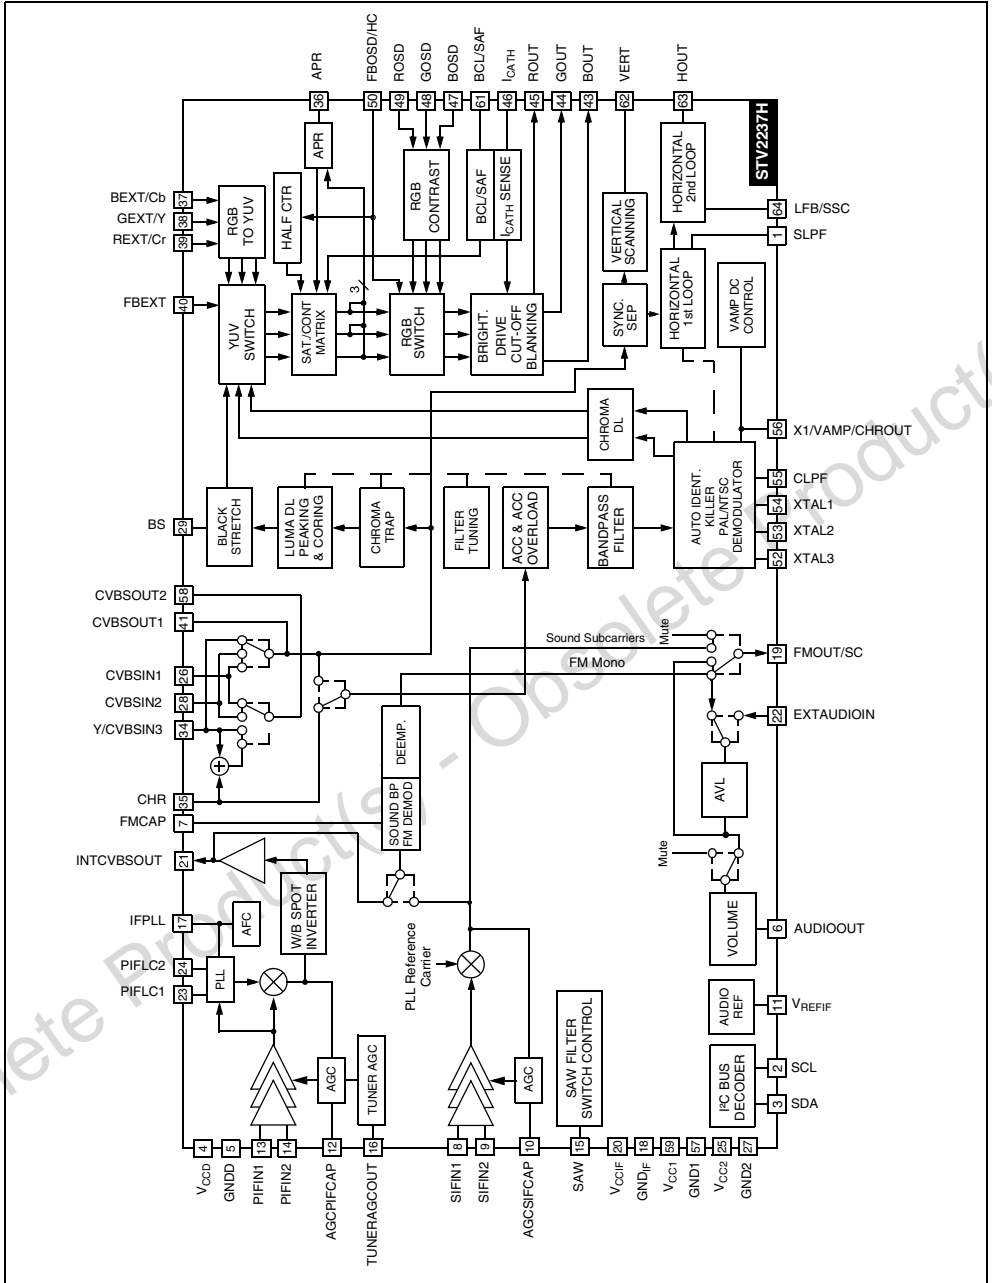 APR
FBOSD/HC
ROSD
GOSD
BOSD
BCL/SAF
ICATH
ROUT
GOUT
BOUT
VERT
HOUT
36
50
49
48
47
61
46
45
44
43
62
63
STV2237H
BEXT/Cb
37
GEXT/Y
38
REXT/Cr
39
FBEXT
40
RGB
TO YUV
HALF CTR
APR
RGB
CONTRAST
BCL/SAF
ICATH SENSE
VERTICAL
SCANNING
HORIZONTAL
2nd LOOP
64
LFB/SSC
1
SLPF
YUV
SWITCH
SAT./CONT
MATRIX
3
RGB
SWITCH
BRIGHT.
DRIVE
CUT-OFF
BLANKING
SYNC.
SEP
HORIZONTAL
1st LOOP
VAMP DC
CONTROL
CHROMA
DL
56
X1/VAMP/CHROUT
BS
29
BLACK
STRETCH
LUMA DL
PEAKING
& CORING
CHROMA
TRAP
FILTER
TUNING
ACC & ACC
OVERLOAD
BANDPASS
FILTER
AUTO IDENT.
KILLER
PAL/NTSC
DEMODULATOR
55
CLPF
54
XTAL1
53
XTAL2
52
XTAL3
CVBSOUT2
58
CVBSOUT1
41
CVBSIN1
26
CVBSIN2
28
Y/CVBSIN3
34
+
CHR
35
FMCAP
7
INTCVBSOUT
21
Sound Subcarriers
Mute
FM Mono
19
FMOUT/SC
22
EXTAUDIOIN
DEEMP.
SOUND BP
FM DEMOD
AVL
Mute
VOLUME
6
AUDIOOUT
IFPLL
17
AFC
W/B SPOT
INVERTER
PIFLC2
24
PIFLC1
23
PLL
PLL Reference
Carrier
AUDIO
REF
11
VREFIF
AGC
TUNER AGC
AGC
SAW FILTER
SWITCH CONTROL
I²C BUS
DECODER
2
SCL
3
SDA
4
5
13
14
12
16
8
9
10
15
20
18
59
57
25
27
VCCD
GNDD
PIFIN1
PIFIN2
AGCPIFCAP
TUNERAGCOUT
SIFIN1
SIFIN2
AGCSIFCAP
SAW
VCCIF
GNDIF
VCC1
GND1
VCC2
GND2
lete Product(s) - Obsolete Product(